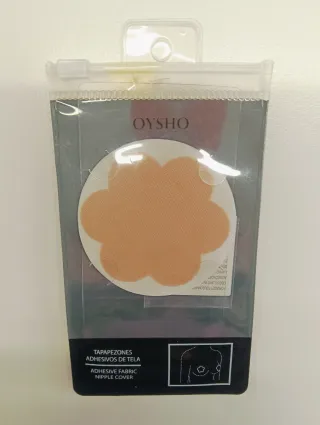 OYSHO
TAPAPEZONES
ADHESIVOS DE TELA
ADHESIVE FABRIC
NIPPLE COVER